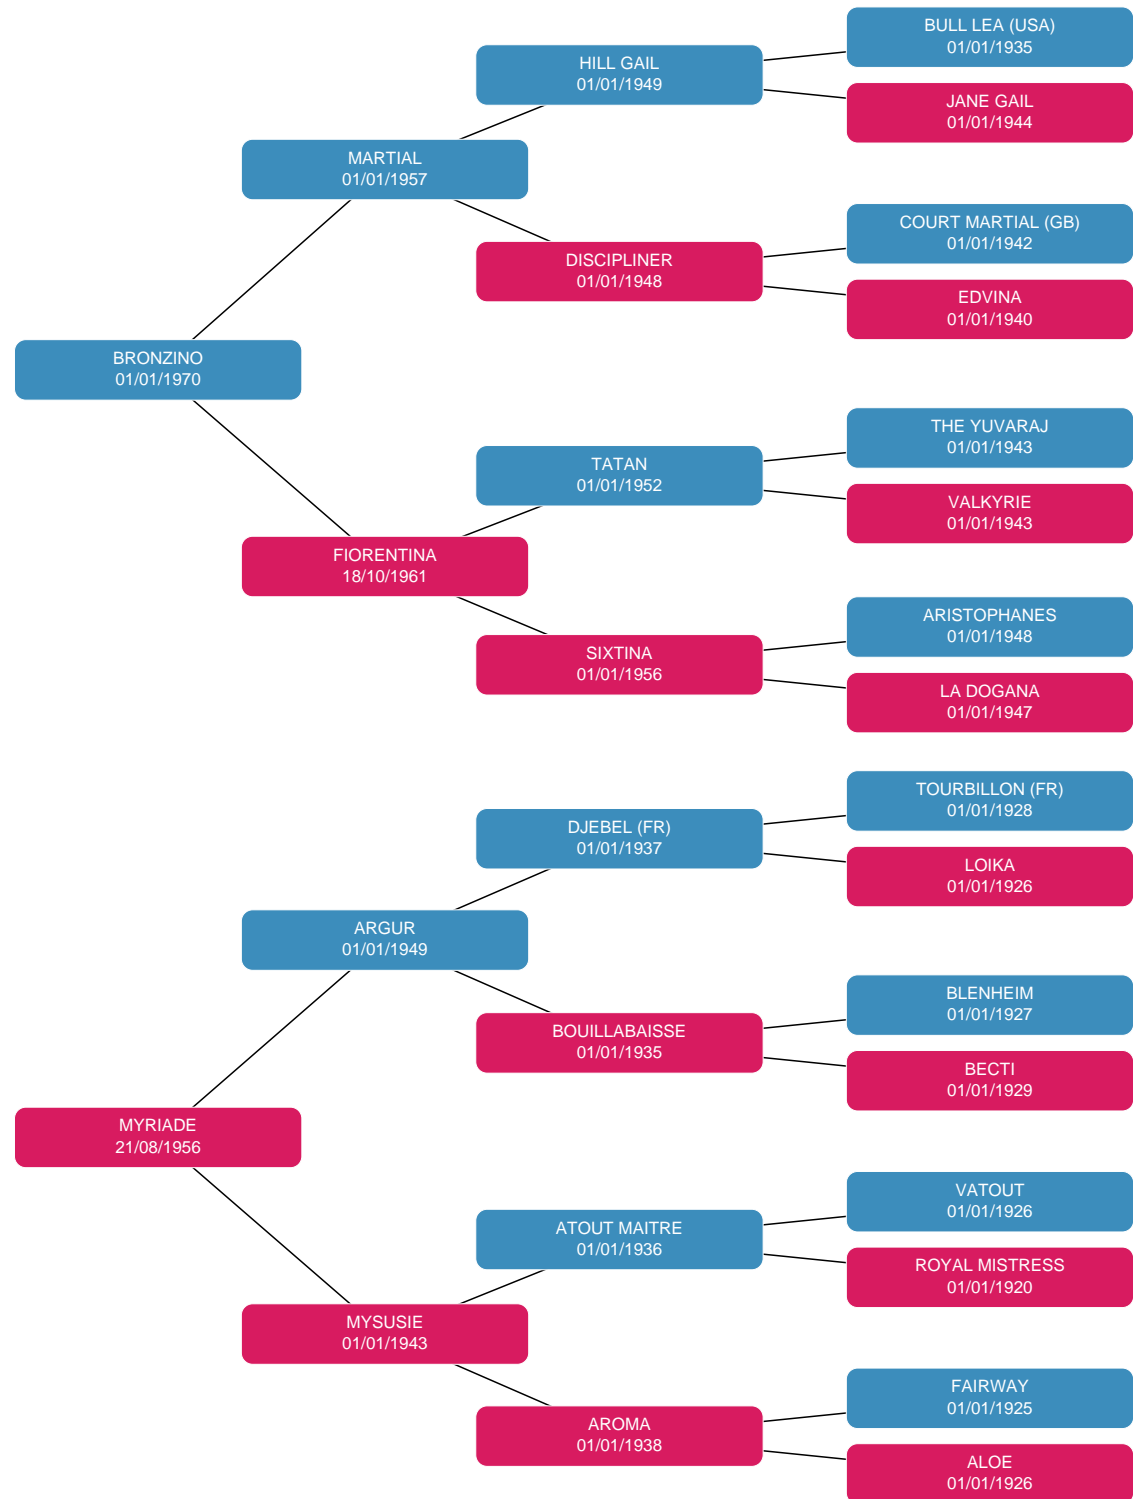 BULL LEA (USA)
01/01/1935
HILL GAIL
01/01/1949
JANE GAIL
01/01/1944
MARTIAL
01/01/1957
COURT MARTIAL (GB)
01/01/1942
DISCIPLINER
01/01/1948
EDVINA
01/01/1940
BRONZINO
01/01/1970
THE YUVARAJ
01/01/1943
TATAN
01/01/1952
VALKYRIE
01/01/1943
FIORENTINA
18/10/1961
ARISTOPHANES
01/01/1948
SIXTINA
01/01/1956
LA DOGANA
01/01/1947
TOURBILLON (FR)
01/01/1928
DJEBEL (FR)
01/01/1937
LOIKA
01/01/1926
ARGUR
01/01/1949
BLENHEIM
01/01/1927
BOUILLABAISSE
01/01/1935
BECTI
01/01/1929
MYRIADE
21/08/1956
VATOUT
01/01/1926
ATOUT MAITRE
01/01/1936
ROYAL MISTRESS
01/01/1920
MYSUSIE
01/01/1943
FAIRWAY
01/01/1925
AROMA
01/01/1938
ALOE
01/01/1926